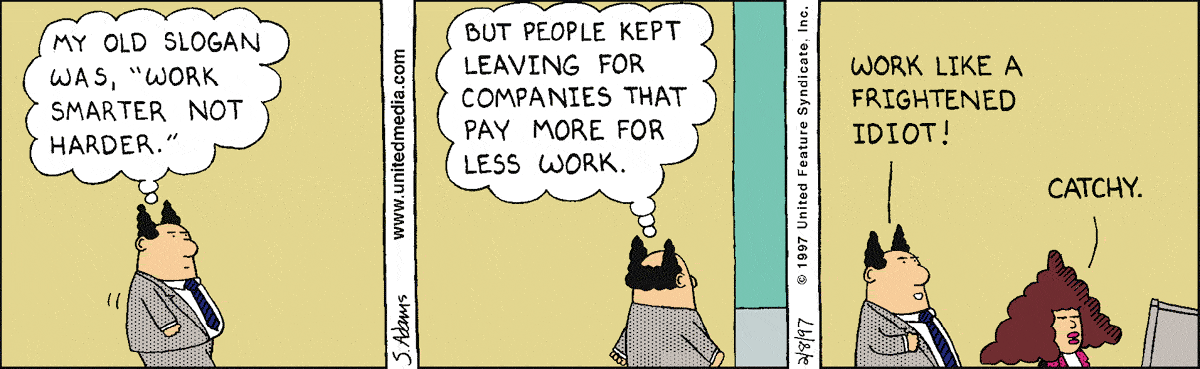 MY OLD SLOGAN
WAS, "WORK
SMARTER NOT
HARDER."
www.unitedmedia.com
S. Adams
BUT PEOPLE KEPT
LEAVING FOR
COMPANIES THAT
PAY MORE FOR
LESS WORK.
2/8/97 © 1997 United Feature Syndicate, Inc.
WORK LIKE A
FRIGHTENED
IDIOT!
CATCHY.